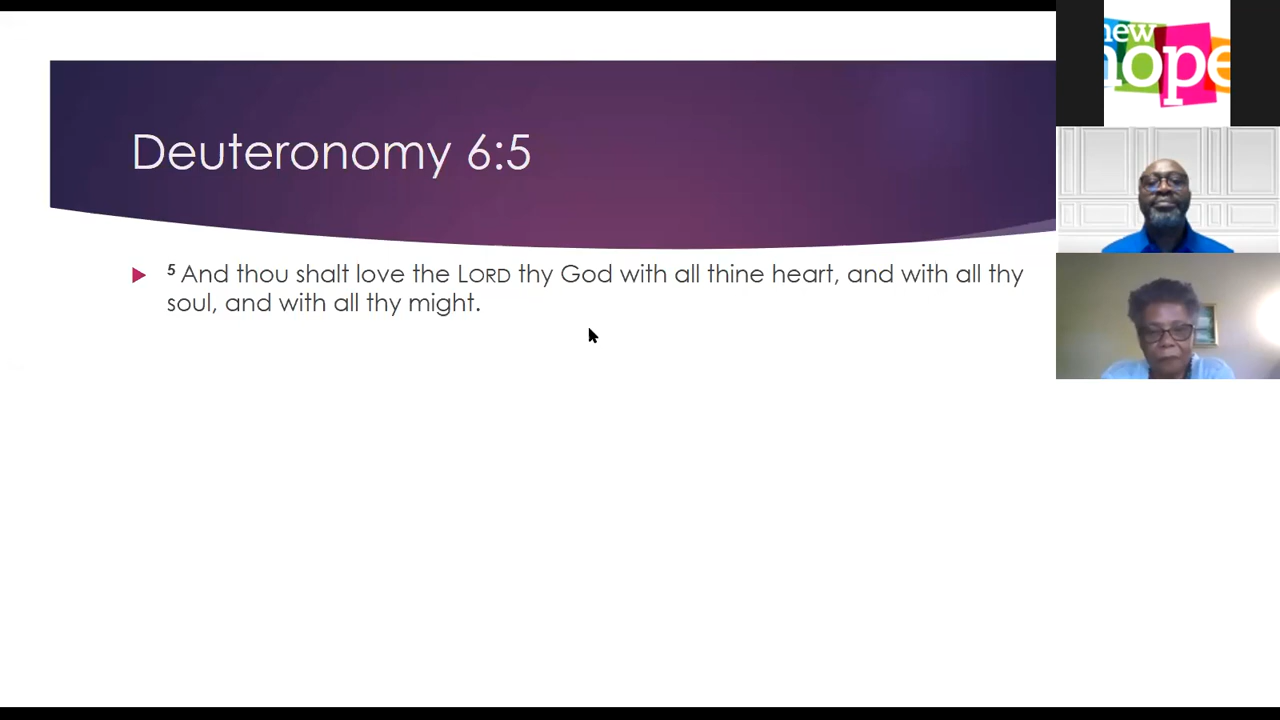 Deuteronomy 6:5
5 And thou shalt love the LORD thy God with all thine heart, and with all thy
soul, and with all thy might.
new
hope